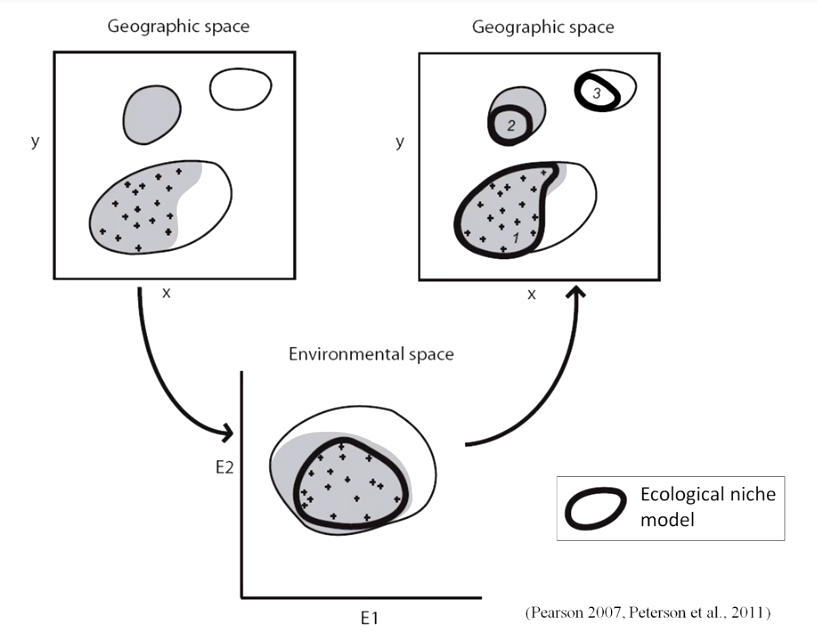 Geographic space
y
x
Geographic space
y
2
3
1
x
Environmental space
E2
E1
Ecological niche
model
(Pearson 2007, Peterson et al., 2011)